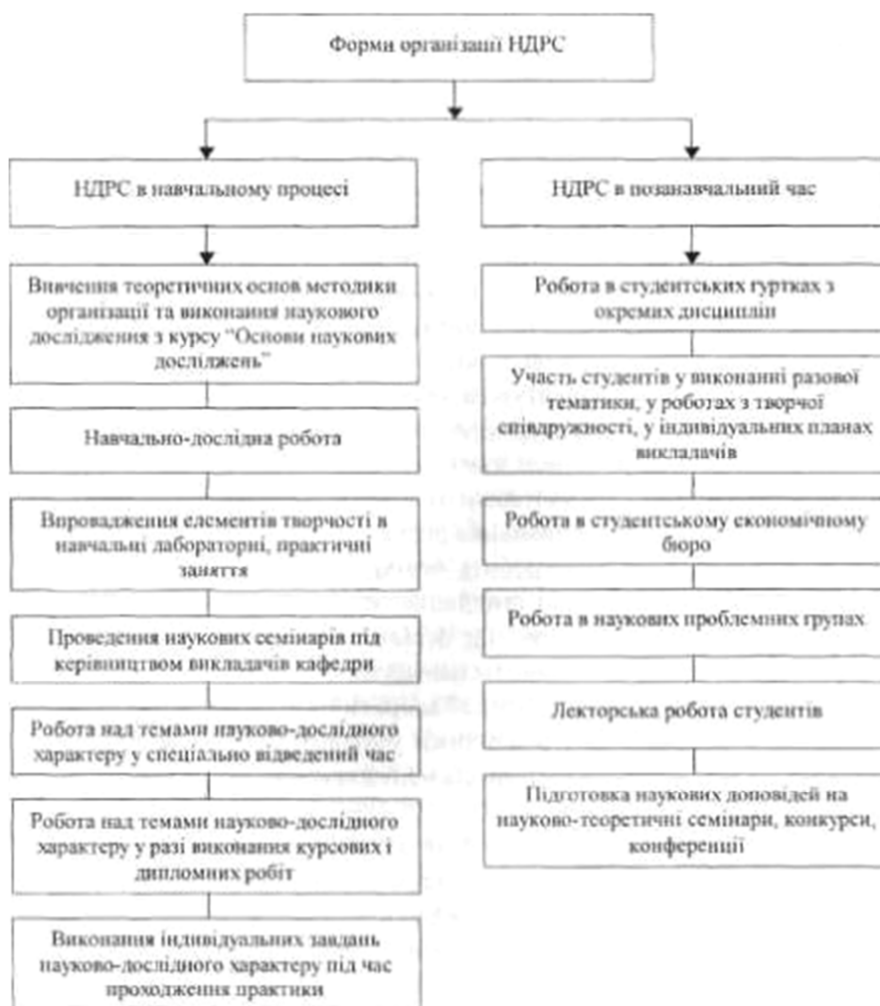 Форми організації НДРС
НДРС в навчальному процесі
Вивчення теоретичних основ методики
організації та виконання наукового
дослідження з курсу “Основи наукових
досліджень”
Навчально-дослідна робота
Впровадження елементів творчості в
навчальні лабораторні, практичні
заняття
Проведення наукових семінарів під
керівництвом викладачів кафедри
Робота над темами науково-дослідного
характеру у спеціально відведений час
Робота над темами науково-дослідного
характеру у разі виконання курсових і
дипломних робіт
Виконання індивідуальних завдань
науково-дослідного характеру під час
проходження практики
НДРС в позанавчальний час
Робота в студентських гуртках з
окремих дисциплін
Участь студентів у виконанні разової
тематики, у роботах з творчої
співдружності, у індивідуальних планах
викладачів
Робота в студентському економічному
бюро
Робота в наукових проблемних групах
Лекторська робота студентів
Підготовка наукових доповідей на
науково-теоретичні семінари, конкурси,
конференції